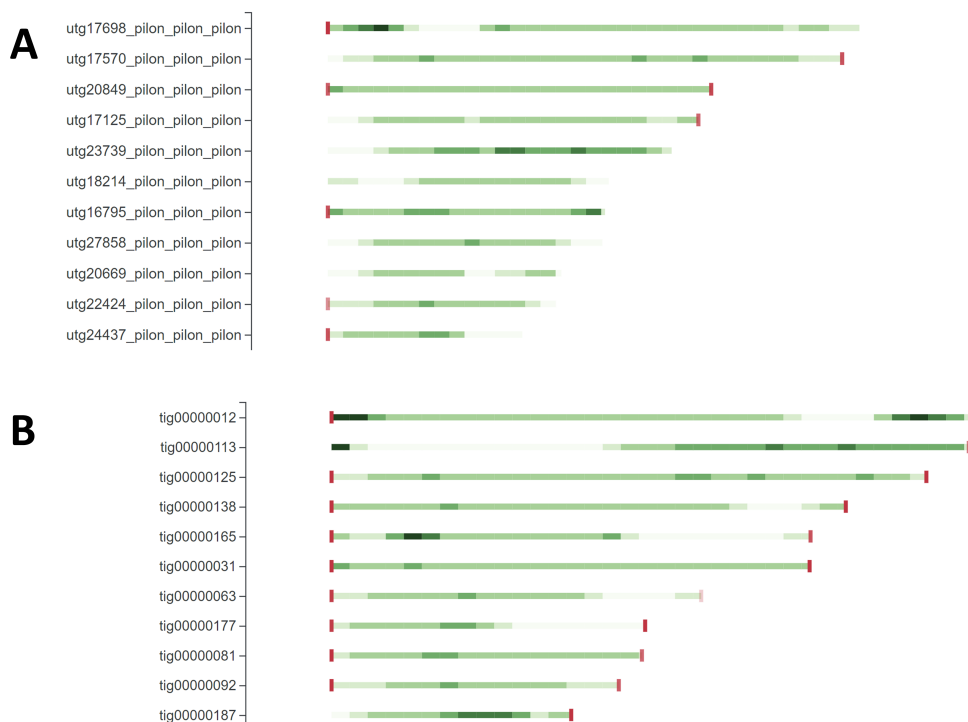 A
utg17698_pilon_pilon_pilon
utg17570_pilon_pilon_pilon
utg20849_pilon_pilon_pilon
utg17125_pilon_pilon_pilon
utg23739_pilon_pilon_pilon
utg18214_pilon_pilon_pilon
utg16795_pilon_pilon_pilon
utg27858_pilon_pilon_pilon
utg20669_pilon_pilon_pilon
utg22424_pilon_pilon_pilon
utg24437_pilon_pilon_pilon
B
tig00000012
tig00000113
tig00000125
tig00000138
tig00000165
tig00000031
tig00000063
tig00000177
tig00000081
tig00000092
tig00000187